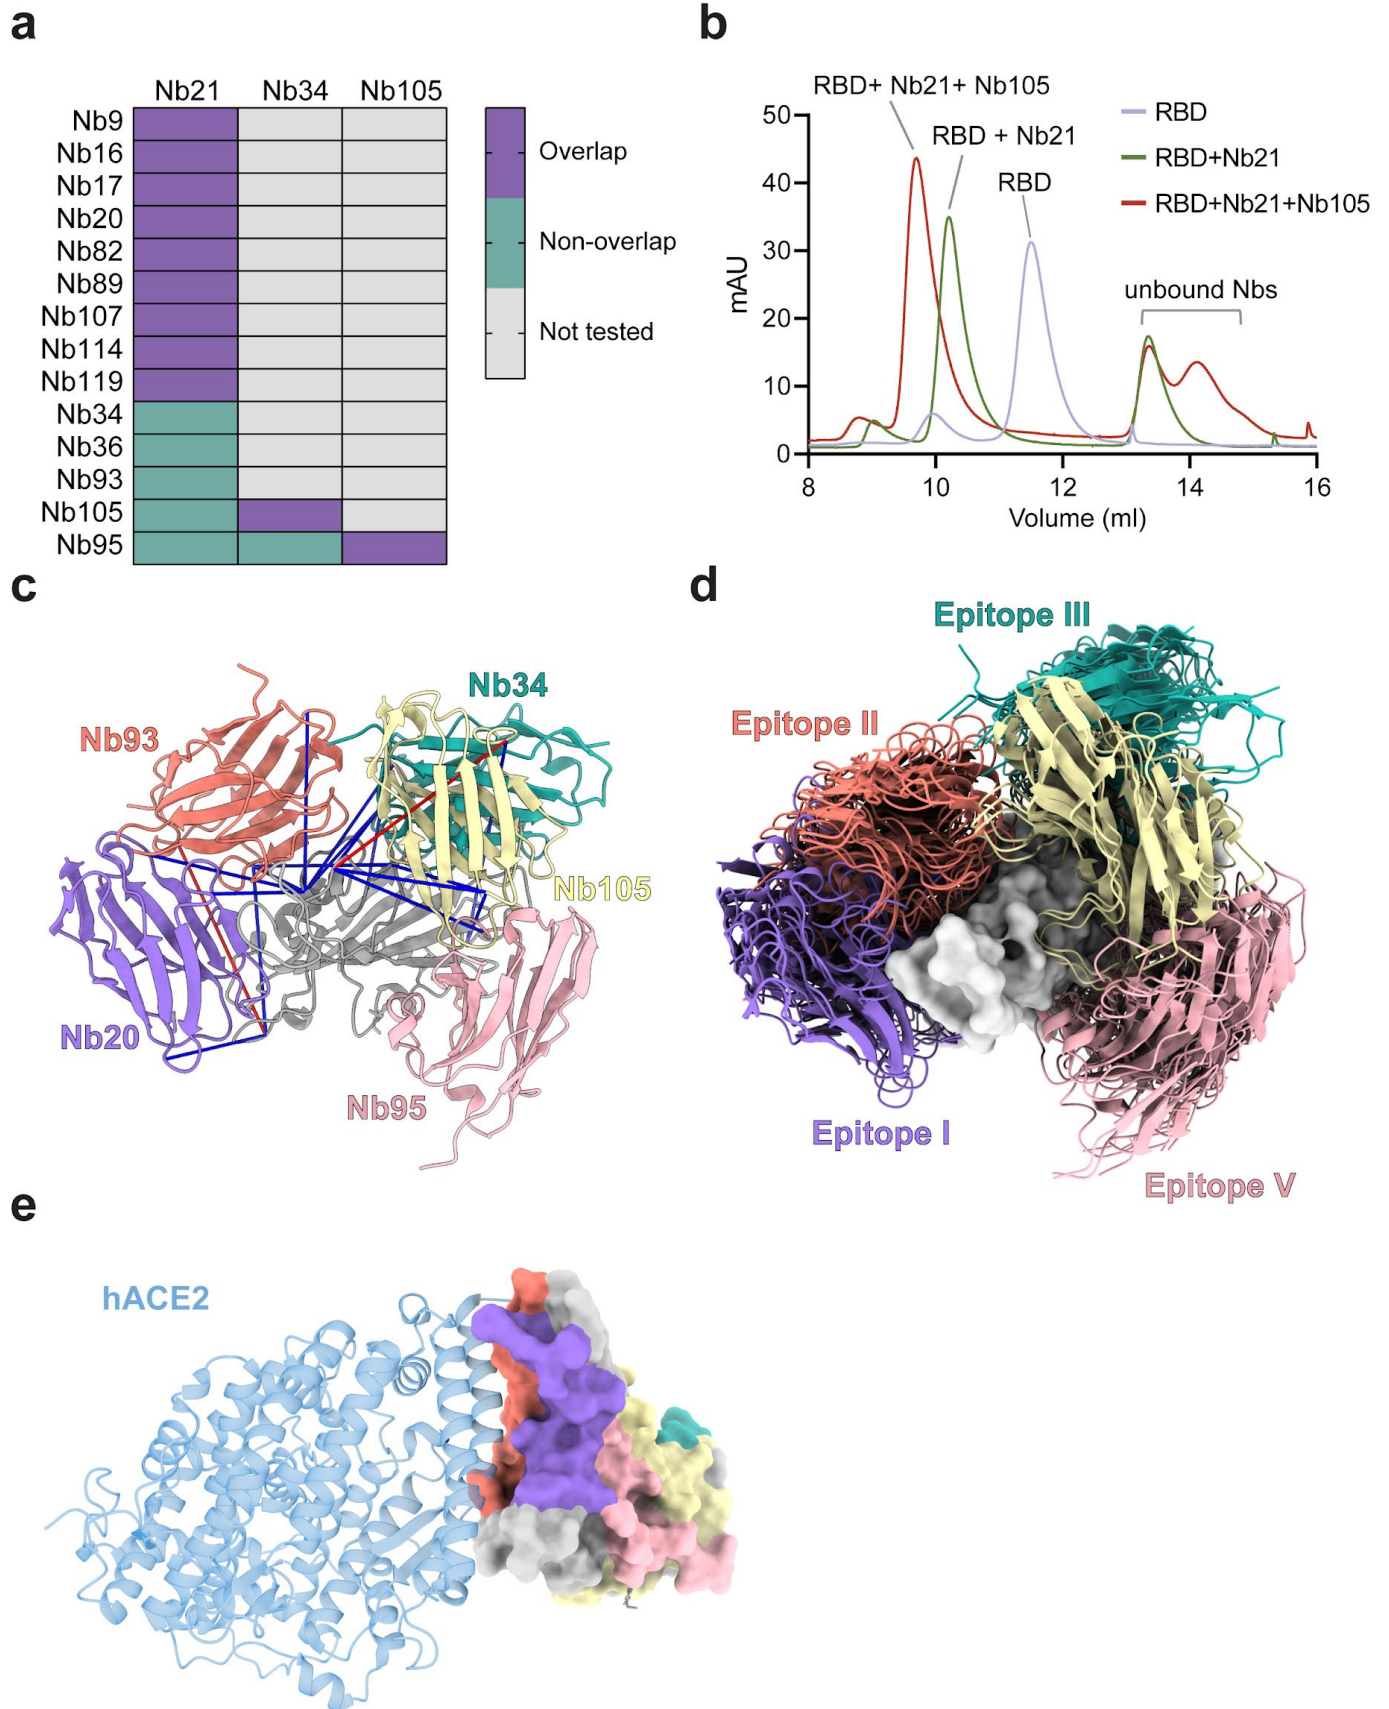 a
Nb21 Nb34 Nb105
Nb9
Nb16
Nb17
Nb20
Nb82
Nb89
Nb107
Nb114
Nb119
Nb34
Nb36
Nb93
Nb105
Nb95
Overlap
Non-overlap
Not tested
b
RBD+ Nb21+ Nb105
RBD + Nb21
RBD
RBD
RBD+Nb21
RBD+Nb21+Nb105
unbound Nbs
mAU
50
40
30
20
10
0
8 10 12 14 16
Volume (ml)
c
Nb93
Nb34
Nb105
Nb20
Nb95
d
Epitope III
Epitope II
Epitope I
Epitope V
e
hACE2